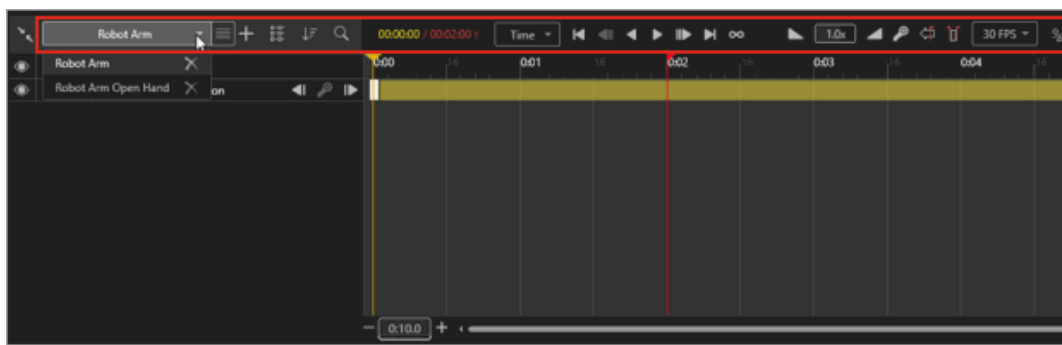 Robot Arm 00:00:00 / 00:02:00 Time 1.0x 30 FPS
Robot Arm 0:00 16 0:01 16 0:02 16 0:03 16 0:04 16
Robot Arm Open Hand on
0:10.0